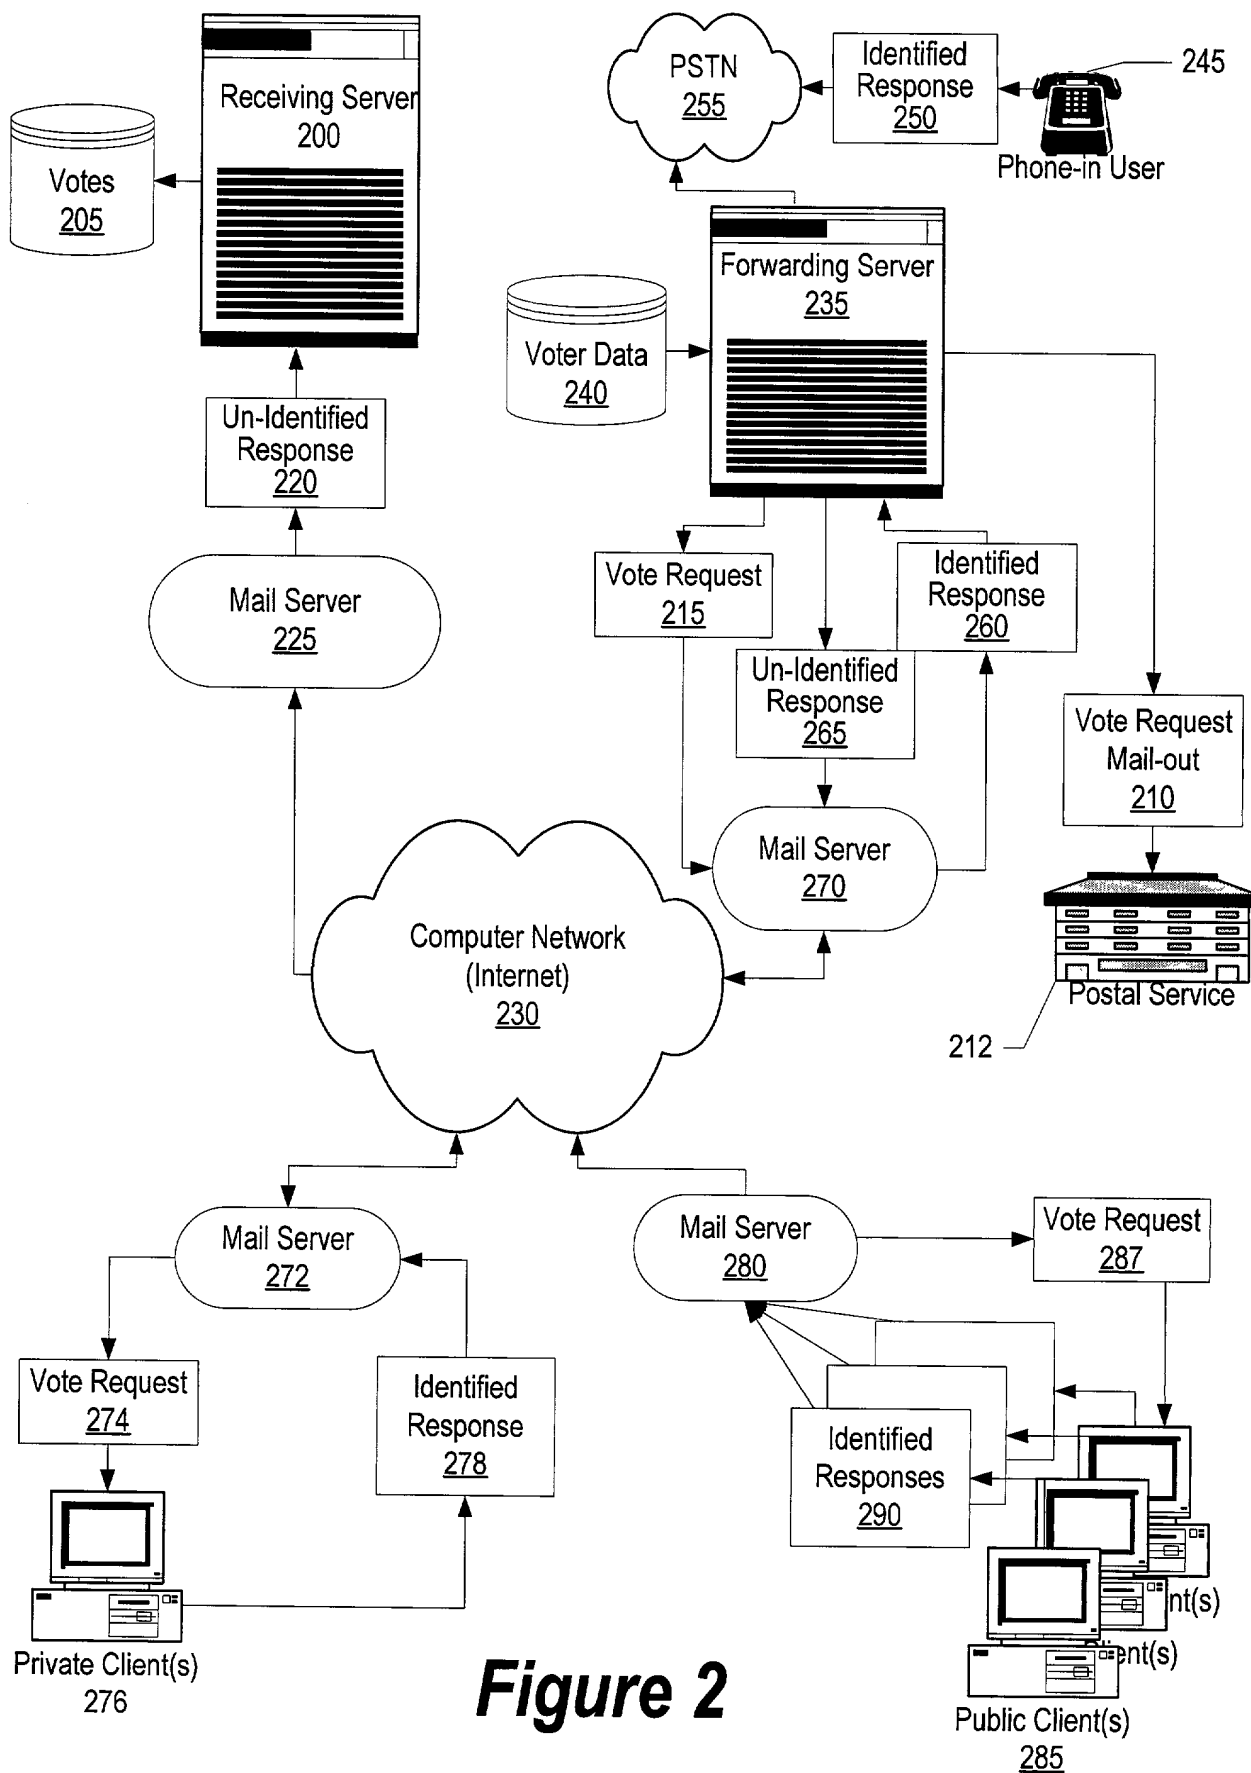 Receiving Server
200
Votes
205
Un-Identified
Response
220
Mail Server
225
PSTN
255
Identified
Response
250
245
Phone-in User
Forwarding Server
235
Voter Data
240
Vote Request
215
Identified
Response
260
Un-Identified
Response
265
Vote Request
Mail-out
210
Mail Server
270
Postal Service
212
Computer Network
(Internet)
230
Mail Server
272
Vote Request
274
Identified
Response
278
Private Client(s)
276
Mail Server
280
Vote Request
287
Identified
Responses
290
nt(s)
ent(s)
Public Client(s)
285
Figure 2